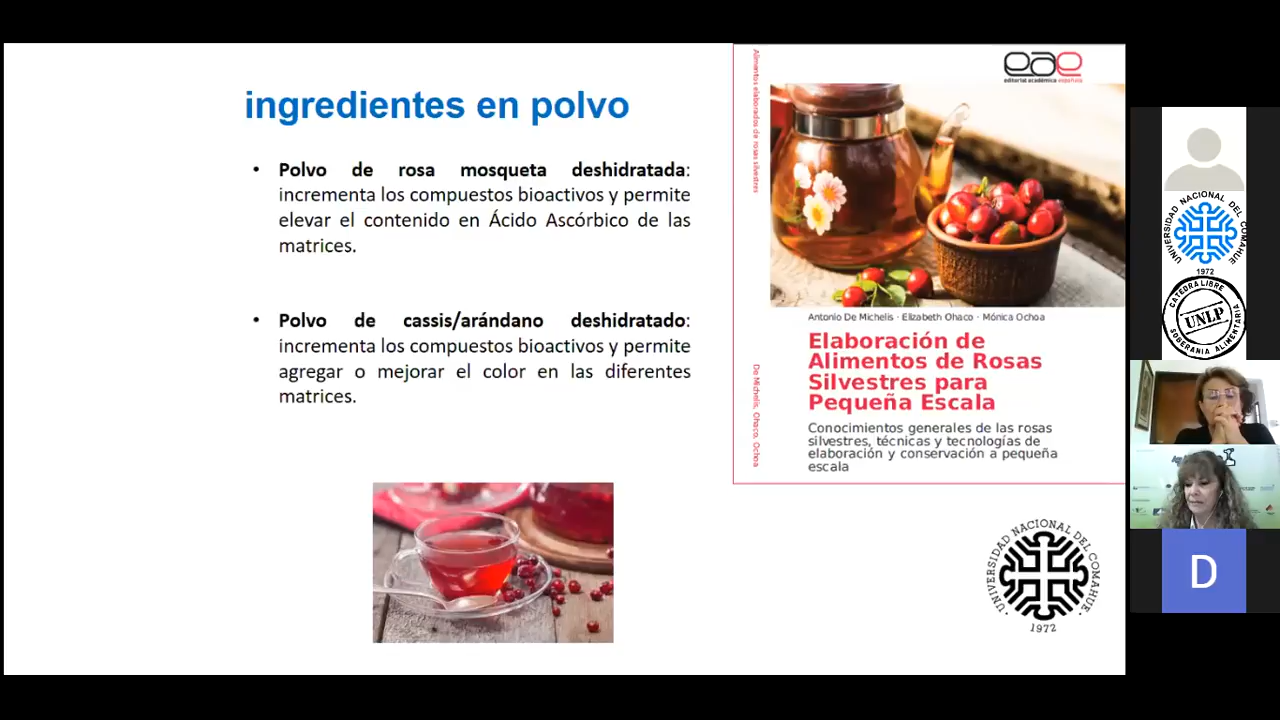 ingredientes en polvo
• Polvo de rosa mosqueta deshidratada:
incrementa los compuestos bioactivos y permite
elevar el contenido en Ácido Ascórbico de las
matrices.
• Polvo de cassis/arándano deshidratado:
incrementa los compuestos bioactivos y permite
agregar o mejorar el color en las diferentes
matrices.
Alimentos elaborados de rosas silvestres
De Michelis, Ohaco, Ochoa
eae
editorial académica española
Antonio De Michelis · Elizabeth Ohaco · Mónica Ochoa
Elaboración de
Alimentos de Rosas
Silvestres para
Pequeña Escala
Conocimientos generales de las rosas
silvestres, técnicas y tecnologías de
elaboración y conservación a pequeña
escala
· UNIVERSIDAD NACIONAL DEL COMAHUE ·
1972
UNIVERSIDAD NACIONAL DEL COMAHUE
1972
CATEDRA LIBRE
UNLP
SOBERANIA ALIMENTARIA
D